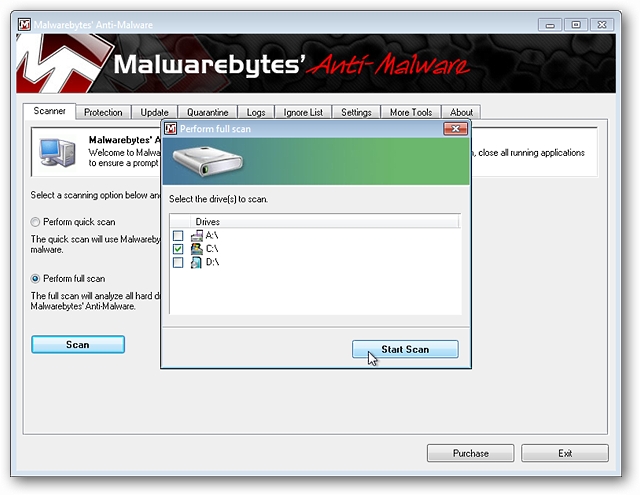 Malwarebytes' Anti-Malware
Malwarebytes' Anti-Malware
Scanner Protection Update Quarantine Logs Ignore List Settings More Tools About
Malwarebytes' A
Welcome to Malwa
to ensure a prompt
, close all running applications
Select a scanning option below an
Perform quick scan
The quick scan will use Malwareby
malware.
Perform full scan
The full scan will analyze all hard d
Malwarebytes' Anti-Malware.
Scan
Perform full scan
Select the drive(s) to scan.
Drives
A:\
C:\
D:\
Start Scan
Purchase Exit